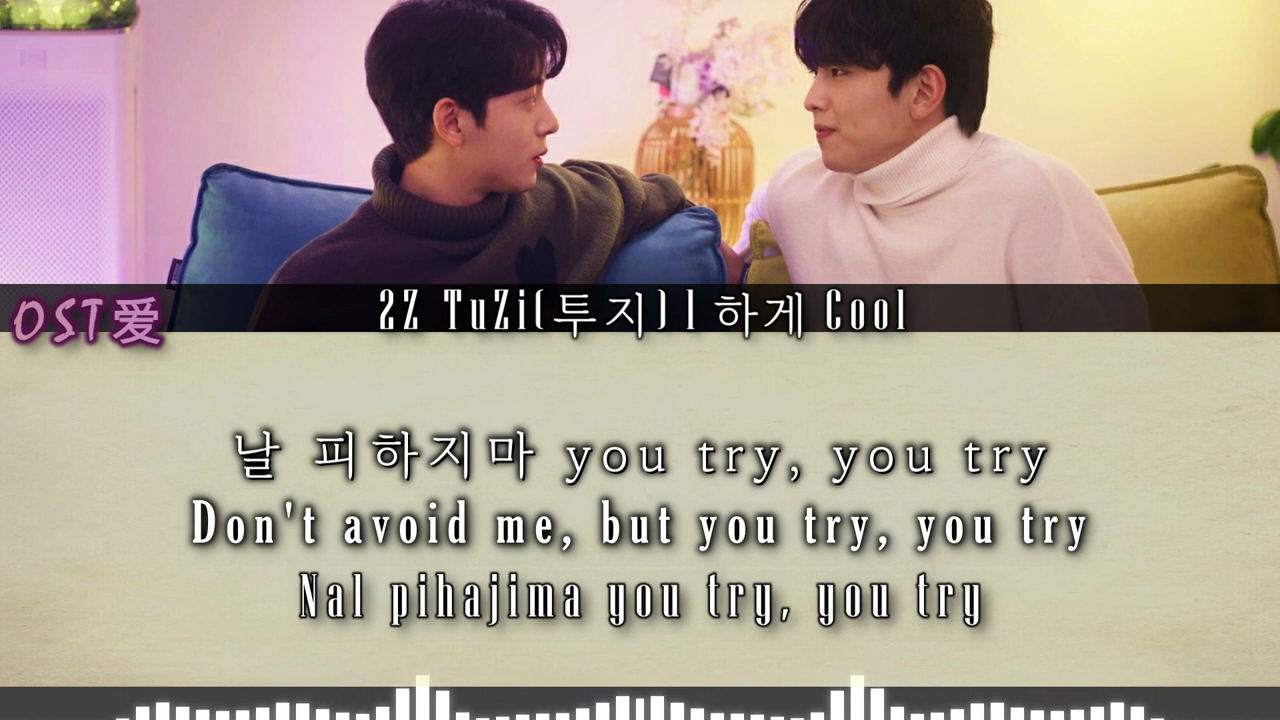 OST爱
2Z TuZi(투지) l 하게 Cool
날 피하지마 you try, you try
Don't avoid me, but you try, you try
Nal pihajima you try, you try